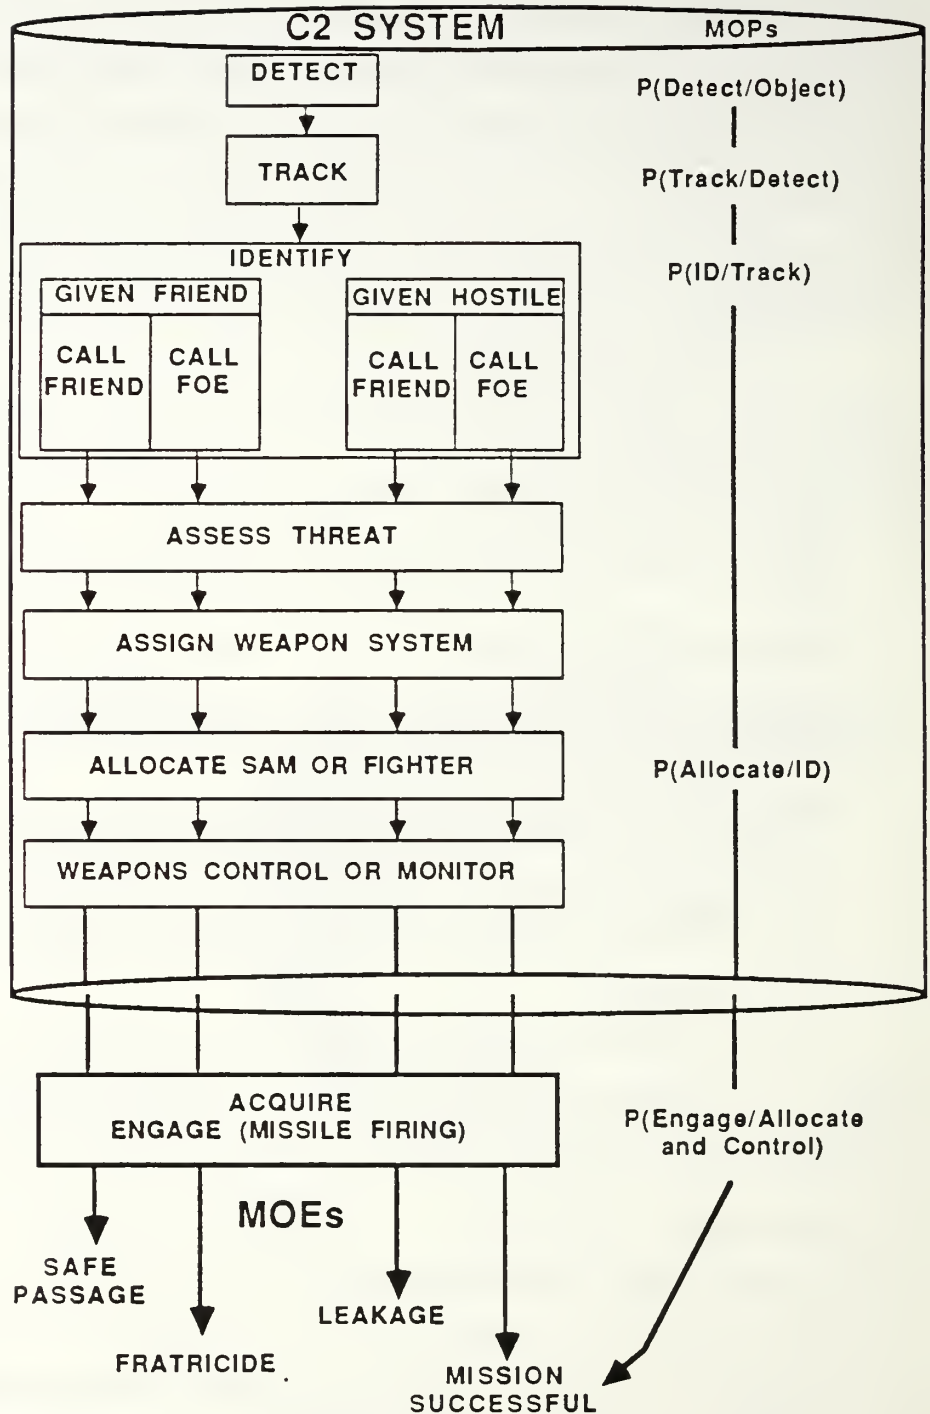 C2 SYSTEM
MOPs
DETECT
P(Detect/Object)
TRACK
P(Track/Detect)
IDENTIFY
P(ID/Track)
GIVEN FRIEND
GIVEN HOSTILE
CALL
FRIEND
CALL
FOE
CALL
FRIEND
CALL
FOE
ASSESS THREAT
ASSIGN WEAPON SYSTEM
ALLOCATE SAM OR FIGHTER
P(Allocate/ID)
WEAPONS CONTROL OR MONITOR
ACQUIRE
ENGAGE (MISSILE FIRING)
P(Engage/Allocate
and Control)
MOEs
SAFE
PASSAGE
LEAKAGE
FRATRICIDE
MISSION
SUCCESSFUL